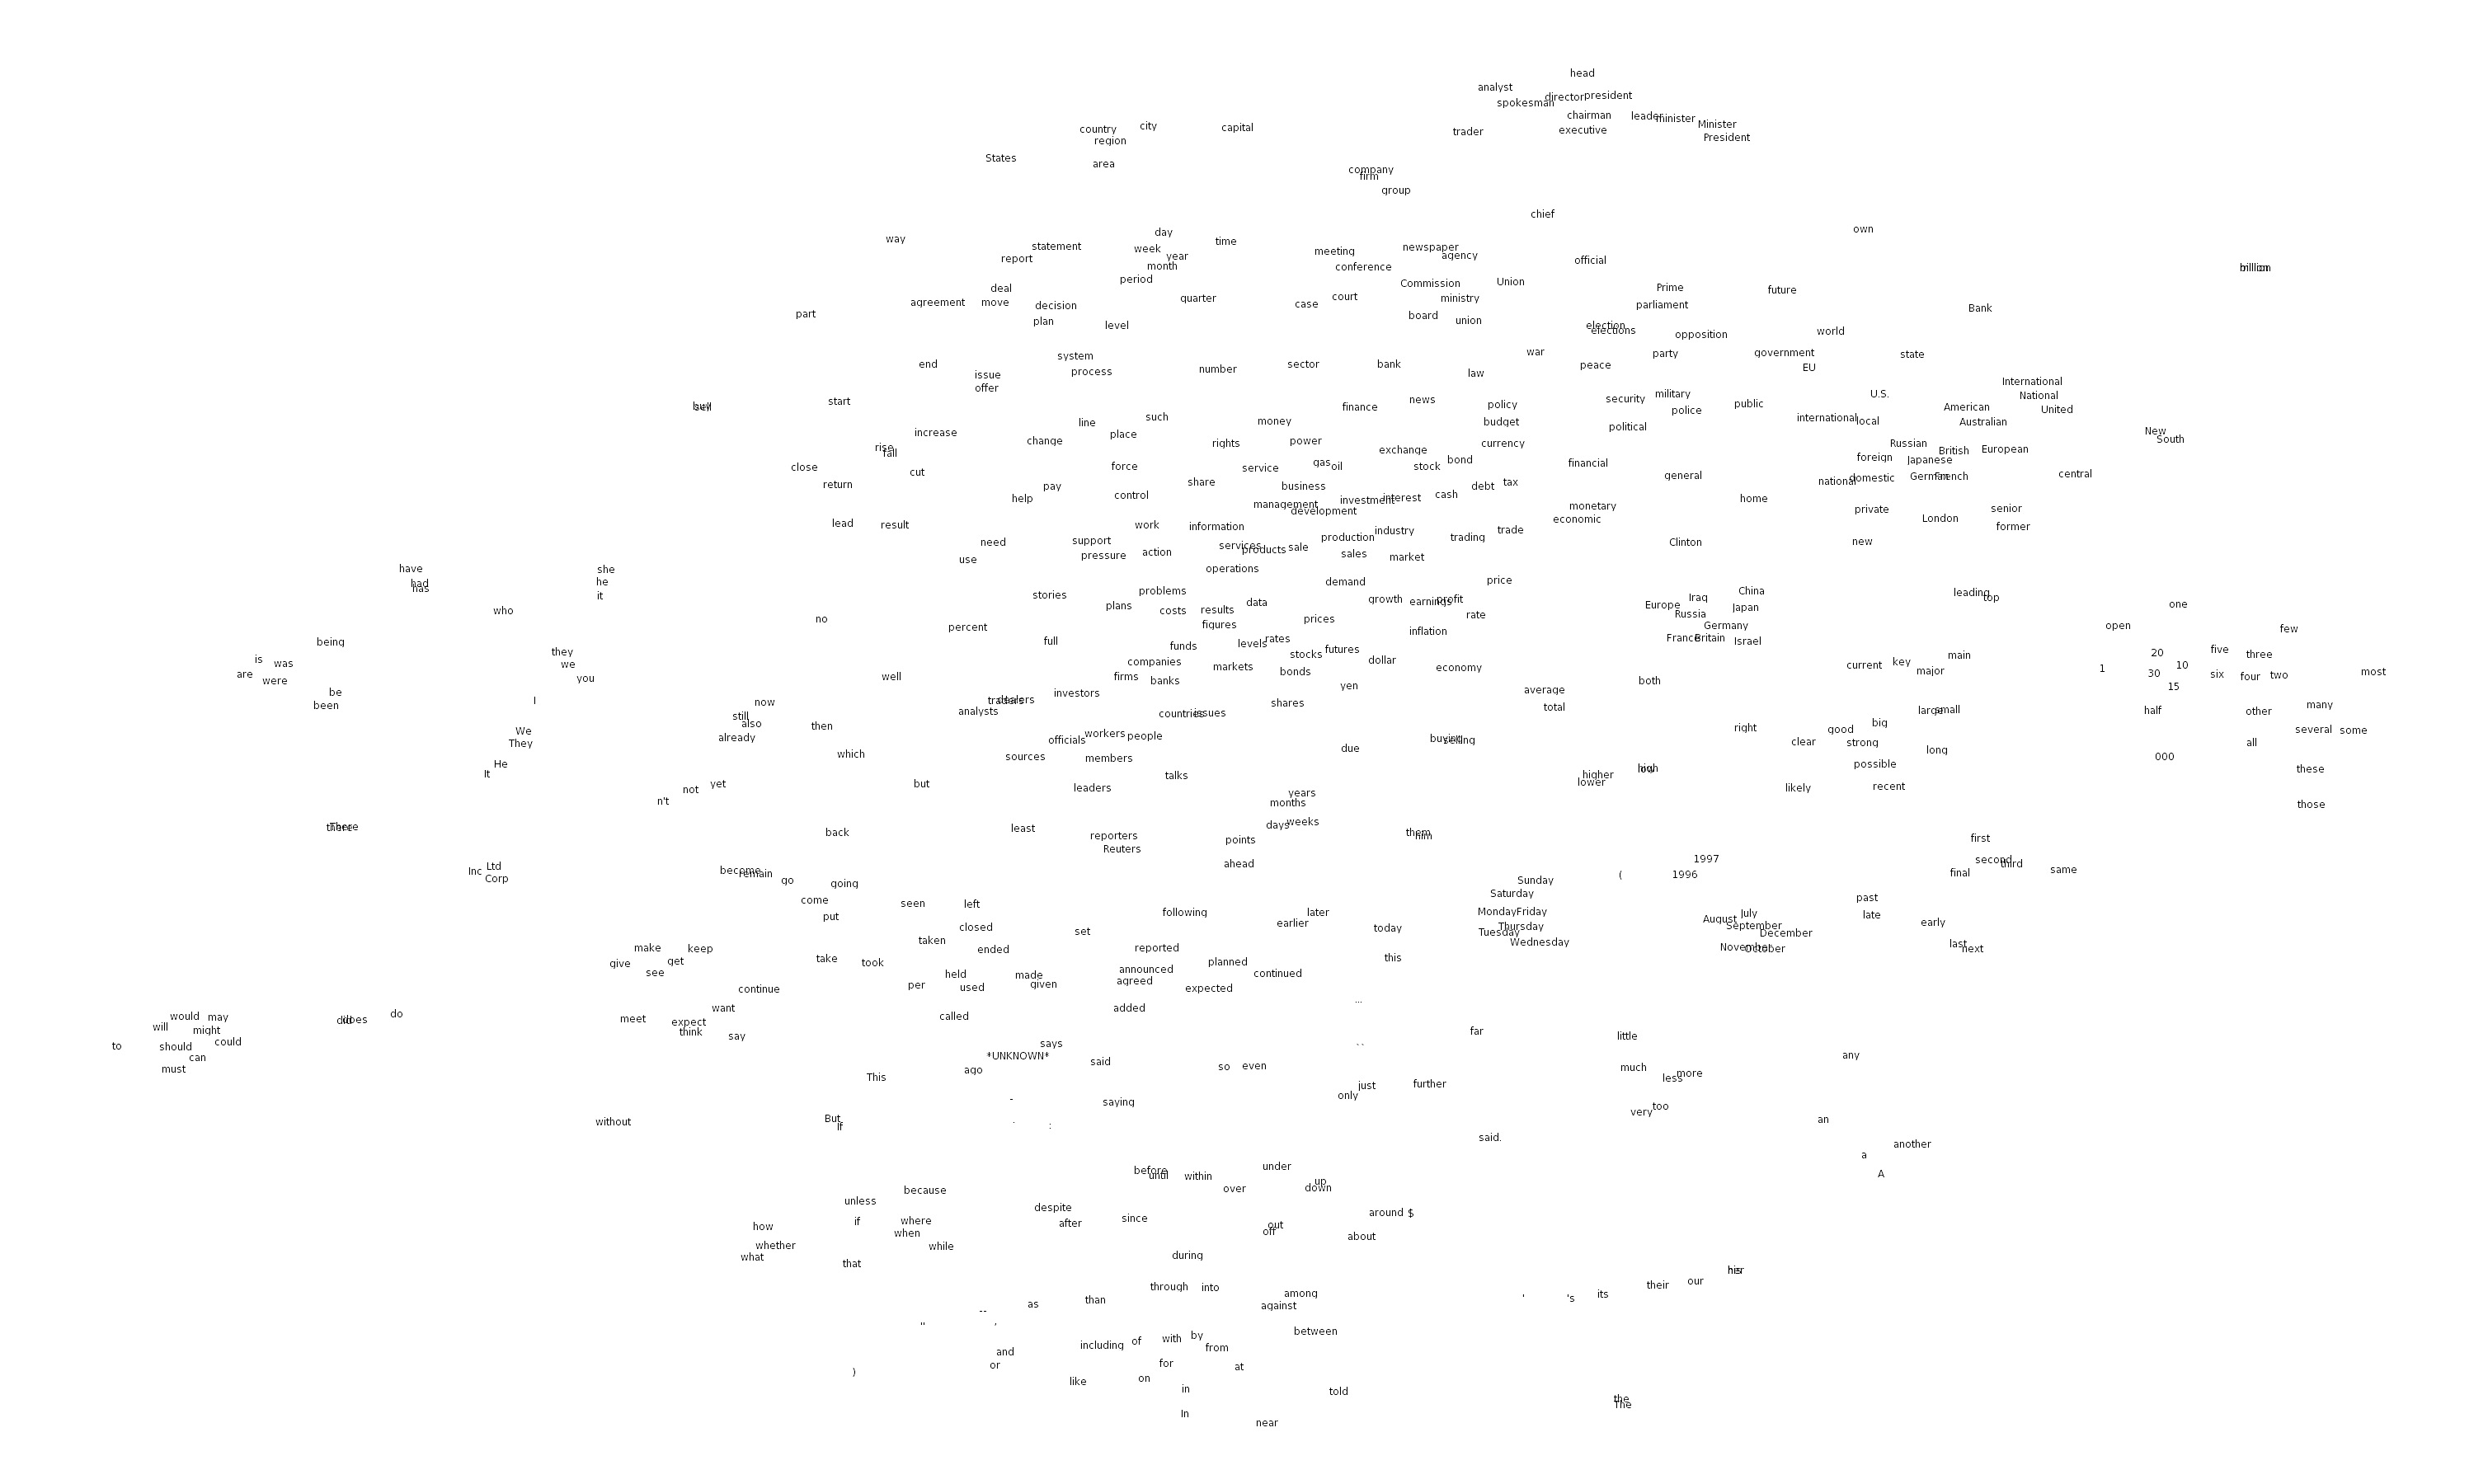 head
analyst
director president
spokesman
chairman leader minister Minister
executive
trader
President
country city capital
region
States
area
company
firm
group
chief
way
own
day
statement week time
report year
month
period
meeting newspaper
conference agency
official
billion
deal
agreement move decision
quarter
case court
Commission Union
ministry
Prime future
parliament
Bank
part
plan
level
board
union
election
elections opposition
world
end
system
process
issue
offer
number
sector bank
war
law
peace
party government state
EU
buy
sell
start
line such
place
money
finance news
policy
budget
security military
police
public
political
international local
U.S.
International
National
American United
Australian
New
South
increase
rise
fall
change
rights power
exchange currency
close
cut
return
force
service gas oil
stock bond
financial
general
foreign Russian
Japanese
British European
national domestic German French
central
help pay
control
share
business
management investment interest cash debt tax
development
monetary
economic
home
private London
senior
former
lead result
work information
production industry trading trade
need
support
pressure action
services products sale
sales market
Clinton
new
use
operations
have
had
has
she
he
it
who
stories
plans
problems
costs results data
figures
demand
growth earnings profit
price
rate
Europe Iraq China
Russia Japan
Germany
France Britain Israel
leading
top
one
no
percent
full
funds levels rates
prices
futures
stocks
inflation
open few
being
is was
are were
be
been
they
we
you
I
well
companies
firms banks
markets bonds
dollar economy
yen
average
total
both
current key main
major
20 five three
1 30 10
15
six four two
most
now
still
also
already
then
dealers
traders
analysts
investors
countries issues
shares
right
large small
half other many
We
They
He
It
which
officials workers people
sources members
due
buying
selling
good big
clear strong
long
several some
all
000
not yet
n't
but
leaders
talks
years
months
higher high
lower low
possible
likely recent
these
those
there
There
back
least
reporters
Reuters
days weeks
points
ahead
them
him
first
second
third
final same
Inc Ltd
Corp
become
remain
go going
come
put
seen left
closed
following
earlier later
today
Sunday
Saturday
Monday Friday
Thursday
Tuesday
Wednesday
( 1997
1996
August July
September
December
November October
past
late
early
last
next
make keep
give get
see
take took
taken ended
set
reported
planned
this
continue
per
held
used
made
given
announced
agreed
expected
continued
would may
will might
could
to should
can
must
did does do
meet
want
expect
think
say
called
added
...
far
little
says
*UNKNOWN*
said
so even
``
This
ago
just
only
further
much
less more
any
-
.
:
saying
very too
an
without
But
If
said.
another
a
A
before
until within
under
over
up
down
because
unless
despite
after since
around $
how
if where
when
while
whether
what
that
out
off
about
during
through into
among
against
' 's its
their our
his
her
--
as than
''
,
between
and
or
including of with by
from
for
at
)
like
on
in
In
told
near
the
The